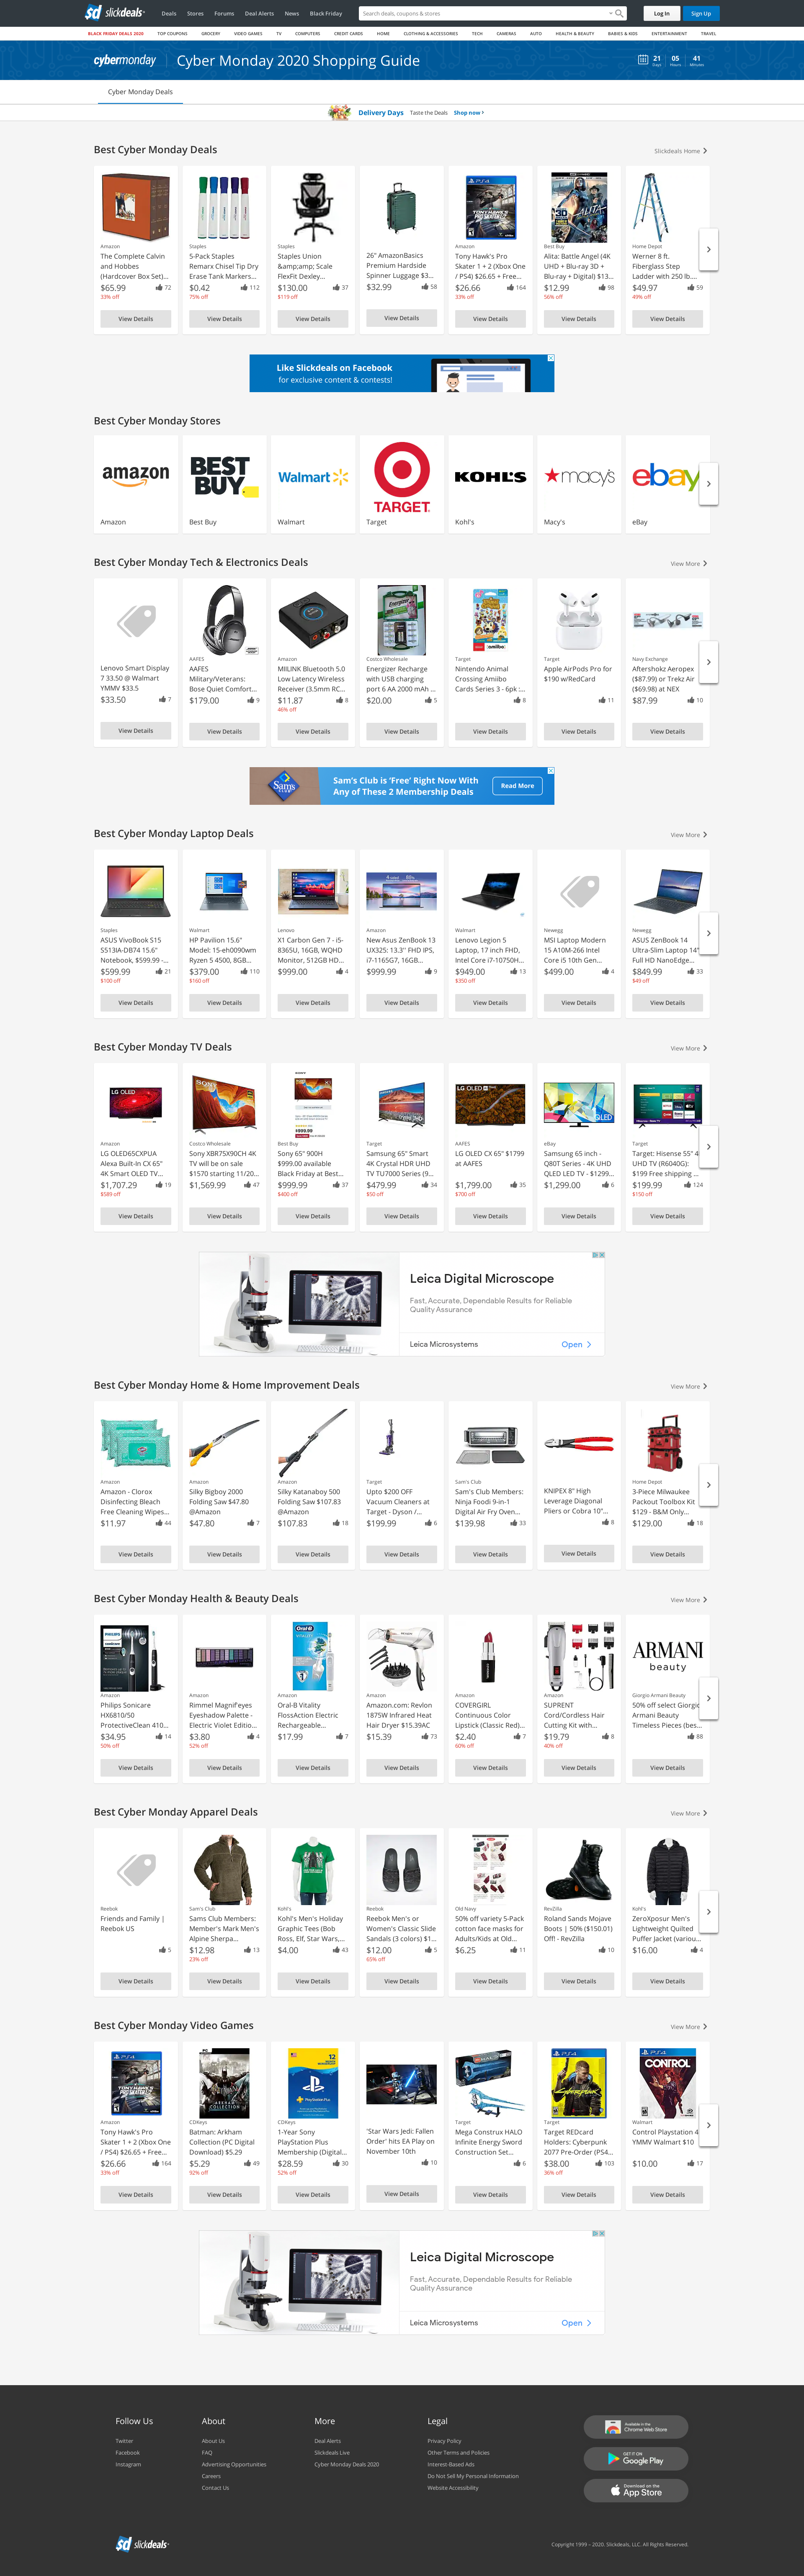 slickdeals
Deals Stores Forums Deal Alerts News Black Friday
Search deals, coupons & stores
Log In Sign Up
BLACK FRIDAY DEALS 2020 TOP COUPONS GROCERY VIDEO GAMES TV COMPUTERS CREDIT CARDS HOME CLOTHING & ACCESSORIES TECH CAMERAS AUTO HEALTH & BEAUTY BABIES & KIDS ENTERTAINMENT TRAVEL
cybermonday Cyber Monday 2020 Shopping Guide
21 05 41
Days Hours Minutes
Cyber Monday Deals
Delivery Days Taste the Deals Shop now
Best Cyber Monday Deals
Slickdeals Home
Amazon
The Complete Calvin
and Hobbes
(Hardcover Box Set)...
$65.99 72
33% off
View Details
Staples
5-Pack Staples
Remarx Chisel Tip Dry
Erase Tank Markers...
$0.42 112
75% off
View Details
Staples
Staples Union
&amp;amp; Scale
FlexFit Dexley...
$130.00 37
$119 off
View Details
26" AmazonBasics
Premium Hardside
Spinner Luggage $3...
$32.99 58
View Details
Amazon
Tony Hawk's Pro
Skater 1 + 2 (Xbox One
/ PS4) $26.65 + Free...
$26.66 164
33% off
View Details
Best Buy
Alita: Battle Angel (4K
UHD + Blu-ray 3D +
Blu-ray + Digital) $13...
$12.99 98
56% off
View Details
Home Depot
Werner 8 ft.
Fiberglass Step
Ladder with 250 lb....
$49.97 59
49% off
View Details
Like Slickdeals on Facebook
for exclusive content & contests!
Best Cyber Monday Stores
amazon
Amazon
BEST
BUY
Best Buy
Walmart
Walmart
TARGET
Target
KOHL'S
Kohl's
macy's
Macy's
ebay
eBay
Best Cyber Monday Tech & Electronics Deals
View More
Lenovo Smart Display
7 33.50 @ Walmart
YMMV $33.5
$33.50 7
View Details
AAFES
AAFES
Military/Veterans:
Bose Quiet Comfort...
$179.00 9
View Details
Amazon
MIILINK Bluetooth 5.0
Low Latency Wireless
Receiver (3.5mm RC...
$11.87 8
46% off
View Details
Costco Wholesale
Energizer Recharge
with USB charging
port 6 AA 2000 mAh ...
$20.00 5
View Details
Target
Nintendo Animal
Crossing Amiibo
Cards Series 3 - 6pk :...
8
View Details
Target
Apple AirPods Pro for
$190 w/RedCard
11
View Details
Navy Exchange
Aftershokz Aeropex
($87.99) or Trekz Air
($69.98) at NEX
$87.99 10
View Details
Sam's Club is 'Free' Right Now With
Any of These 2 Membership Deals
Read More
Best Cyber Monday Laptop Deals
View More
Staples
ASUS VivoBook S15
S513IA-DB74 15.6"
Notebook, $599.99 -...
$599.99 21
$100 off
View Details
Walmart
HP Pavilion 15.6"
Model: 15-eh0090wm
Ryzen 5 4500, 8GB...
$379.00 110
$160 off
View Details
Lenovo
X1 Carbon Gen 7 - i5-
8365U, 16GB, WQHD
Monitor, 512GB HD...
$999.00 4
View Details
Amazon
New Asus ZenBook 13
UX325: 13.3'' FHD IPS,
i7-1165G7, 16GB...
$999.99 9
View Details
Walmart
Lenovo Legion 5
Laptop, 17 inch FHD,
Intel Core i7-10750H...
$949.00 13
$350 off
View Details
Newegg
MSI Laptop Modern
15 A10M-266 Intel
Core i5 10th Gen...
$499.00 4
View Details
Newegg
ASUS ZenBook 14
Ultra-Slim Laptop 14"
Full HD NanoEdge...
$849.99 33
$49 off
View Details
Best Cyber Monday TV Deals
View More
Amazon
LG OLED65CXPUA
Alexa Built-In CX 65"
4K Smart OLED TV...
$1,707.29 19
$589 off
View Details
Costco Wholesale
Sony XBR75X90CH 4K
TV will be on sale
$1570 starting 11/20...
$1,569.99 47
View Details
Best Buy
Sony 65" 900H
$999.00 available
Black Friday at Best...
$999.99 37
$400 off
View Details
Target
Samsung 65" Smart
4K Crystal HDR UHD
TV TU7000 Series (9...
$479.99 34
$50 off
View Details
AAFES
LG OLED CX 65" $1799
at AAFES
$1,799.00 35
$700 off
View Details
eBay
Samsung 65 inch -
Q80T Series - 4K UHD
QLED LED TV - $1299...
$1,299.00 6
View Details
Target
Target: Hisense 55" 4
UHD TV (R6040G):
$199 Free shipping ...
$199.99 124
$150 off
View Details
Leica Digital Microscope
Fast, Accurate, Dependable Results for Reliable
Quality Assurance
Leica Microsystems Open
Best Cyber Monday Home & Home Improvement Deals
View More
Amazon
Amazon - Clorox
Disinfecting Bleach
Free Cleaning Wipes...
$11.97 44
View Details
Amazon
Silky Bigboy 2000
Folding Saw $47.80
@Amazon
$47.80 7
View Details
Amazon
Silky Katanaboy 500
Folding Saw $107.83
@Amazon
$107.83 18
View Details
Target
Upto $200 OFF
Vacuum Cleaners at
Target - Dyson /...
$199.99 6
View Details
Sam's Club
Sam's Club Members:
Ninja Foodi 9-in-1
Digital Air Fry Oven...
$139.98 33
View Details
KNIPEX 8" High
Leverage Diagonal
Pliers or Cobra 10"...
8
View Details
Home Depot
3-Piece Milwaukee
Packout Toolbox Kit
$129 - B&M Only...
$129.00 18
View Details
Best Cyber Monday Health & Beauty Deals
View More
Amazon
Philips Sonicare
HX6810/50
ProtectiveClean 410...
$34.95 14
50% off
View Details
Amazon
Rimmel Magnif'eyes
Eyeshadow Palette -
Electric Violet Editio...
$3.80 4
52% off
View Details
Amazon
Oral-B Vitality
FlossAction Electric
Rechargeable...
$17.99 7
View Details
Amazon
Amazon.com: Revlon
1875W Infrared Heat
Hair Dryer $15.39AC
$15.39 73
View Details
Amazon
COVERGIRL
Continuous Color
Lipstick (Classic Red)...
$2.40 7
60% off
View Details
Amazon
SUPRENT
Cord/Cordless Hair
Cutting Kit with...
$19.79 8
40% off
View Details
ARMANI
beauty
Giorgio Armani Beauty
50% off select Giorgio
Armani Beauty
Timeless Pieces (bes...
88
View Details
Best Cyber Monday Apparel Deals
View More
Reebok
Friends and Family |
Reebok US
5
View Details
Sam's Club
Sams Club Members:
Member's Mark Men's
Alpine Sherpa...
$12.98 13
23% off
View Details
Kohl's
Kohl's Men's Holiday
Graphic Tees (Bob
Ross, Elf, Star Wars,...
$4.00 43
View Details
Reebok
Reebok Men's or
Women's Classic Slide
Sandals (3 colors) $1...
$12.00 5
65% off
View Details
Old Navy
50% off variety 5-Pack
cotton face masks for
Adults/Kids at Old...
$6.25 11
View Details
RevZilla
Roland Sands Mojave
Boots | 50% ($150.01)
Off! - RevZilla
10
View Details
Kohl's
ZeroXposur Men's
Lightweight Quilted
Puffer Jacket (variou...
$16.00 4
View Details
Best Cyber Monday Video Games
View More
Amazon
Tony Hawk's Pro
Skater 1 + 2 (Xbox One
/ PS4) $26.65 + Free...
$26.66 164
33% off
View Details
CDKeys
Batman: Arkham
Collection (PC Digital
Download) $5.29
$5.29 49
92% off
View Details
CDKeys
1-Year Sony
PlayStation Plus
Membership (Digital...
$28.59 30
52% off
View Details
'Star Wars Jedi: Fallen
Order' hits EA Play on
November 10th
10
View Details
Target
Mega Construx HALO
Infinite Energy Sword
Construction Set...
6
View Details
Target
Target REDcard
Holders: Cyberpunk
2077 Pre-Order (PS4...
$38.00 103
36% off
View Details
Walmart
Control Playstation 4
YMMV Walmart $10
$10.00 17
View Details
Leica Digital Microscope
Fast, Accurate, Dependable Results for Reliable
Quality Assurance
Leica Microsystems Open
Follow Us
Twitter
Facebook
Instagram
About
About Us
FAQ
Advertising Opportunities
Careers
Contact Us
More
Deal Alerts
Slickdeals Live
Cyber Monday Deals 2020
Legal
Privacy Policy
Other Terms and Policies
Interest-Based Ads
Do Not Sell My Personal Information
Website Accessibility
Available in the
Chrome Web Store
GET IT ON
Google Play
Download on the
App Store
slickdeals
Copyright 1999 - 2020. Slickdeals, LLC. All Rights Reserved.